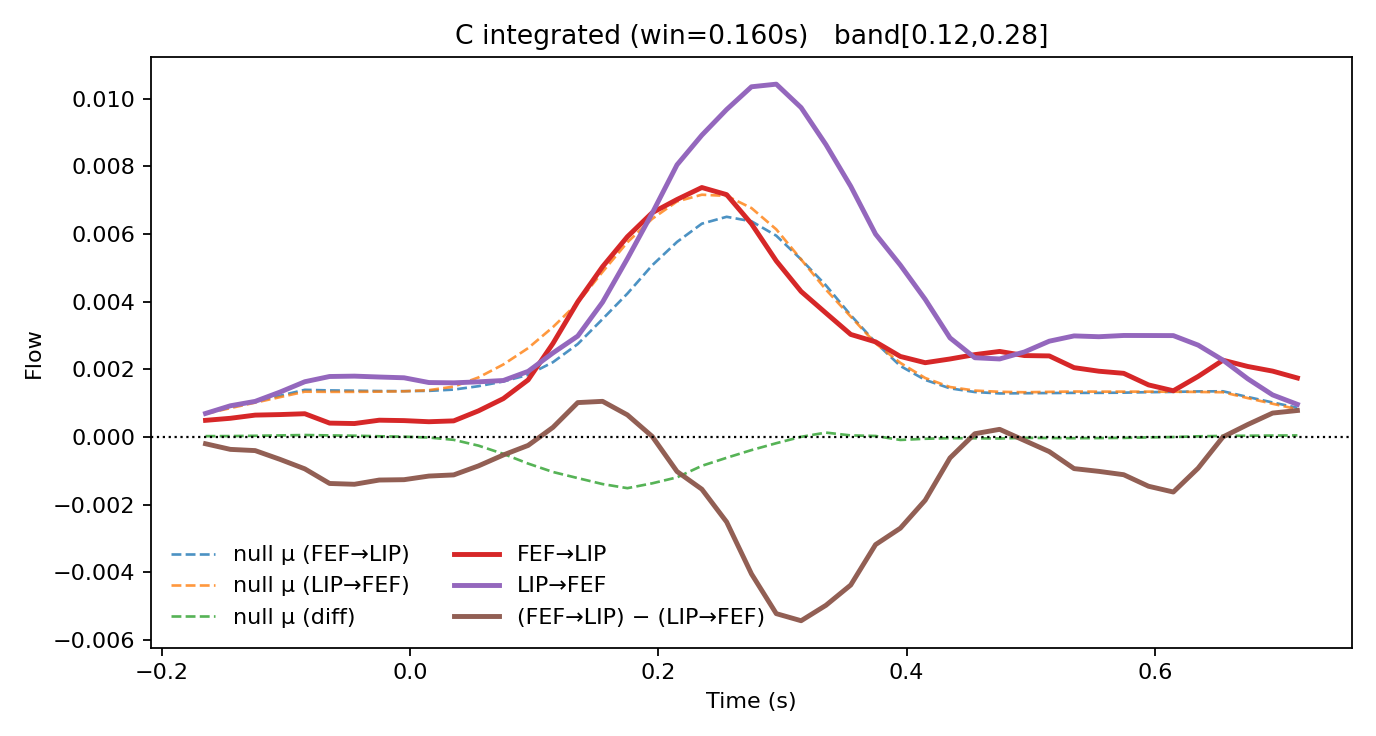 C integrated (win=0.160s)   band[0.12,0.28]
Flow
0.010
0.008
0.006
0.004
0.002
0.000
−0.002
−0.004
−0.006
null μ (FEF→LIP)
null μ (LIP→FEF)
null μ (diff)
FEF→LIP
LIP→FEF
(FEF→LIP) − (LIP→FEF)
−0.2
0.0
0.2
0.4
0.6
Time (s)